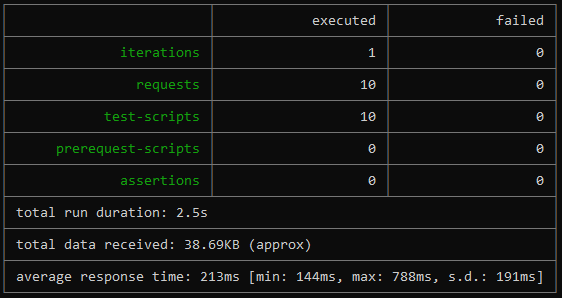 executed failed
iterations 1 0
requests 10 0
test-scripts 10 0
prerequest-scripts 0 0
assertions 0 0
total run duration: 2.5s
total data received: 38.69KB (approx)
average response time: 213ms [min: 144ms, max: 788ms, s.d.: 191ms]